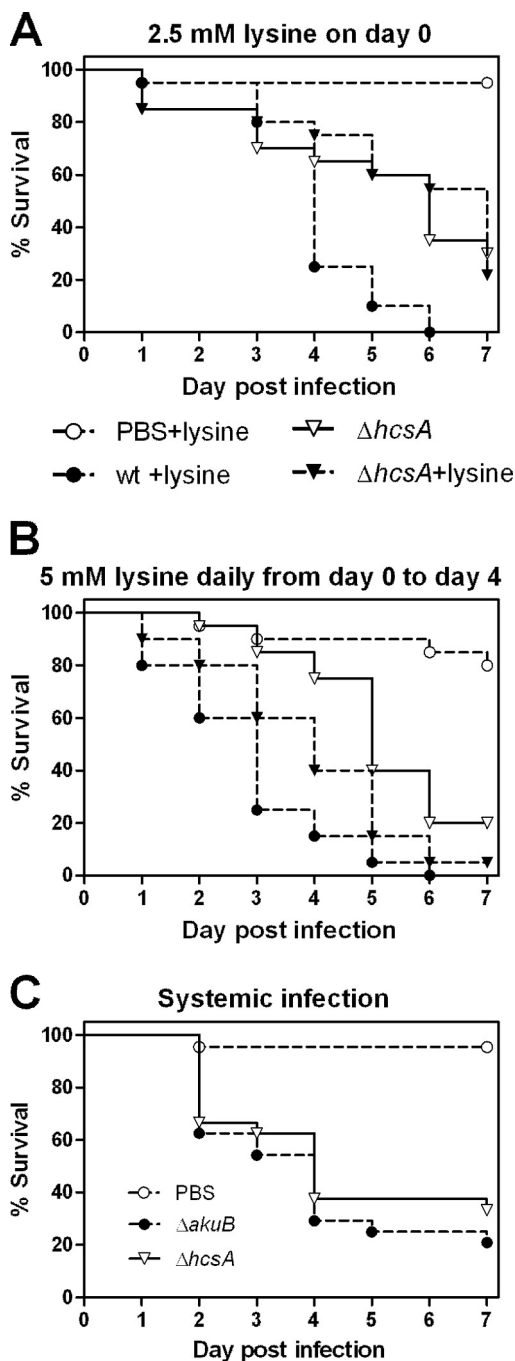 A
2.5 mM lysine on day 0
% Survival
100
80
60
40
20
0
0 1 2 3 4 5 6 7
Day post infection
PBS+lysine
ΔhcsA
wt +lysine
ΔhcsA+lysine
B
5 mM lysine daily from day 0 to day 4
% Survival
100
80
60
40
20
0
0 1 2 3 4 5 6 7
Day post infection
C
Systemic infection
% Survival
100
80
60
40
20
0
PBS
ΔakuB
ΔhcsA
0 1 2 3 4 5 6 7
Day post infection